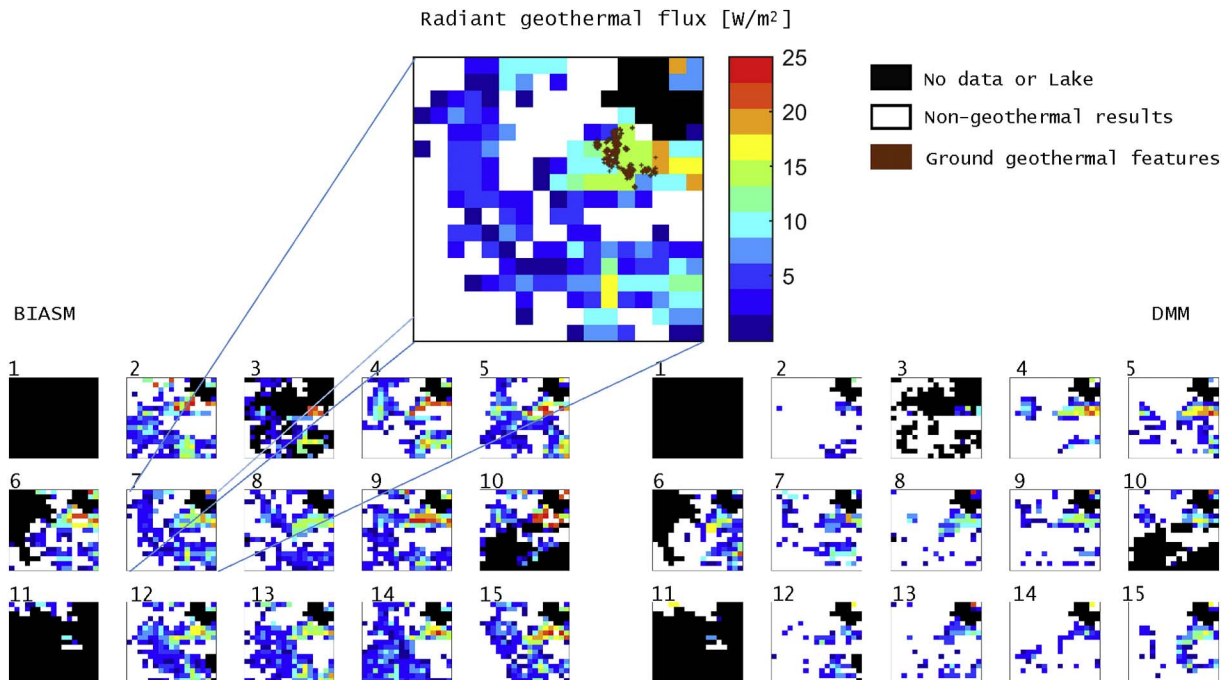 Radiant geothermal flux [W/m²]
25
20
15
10
5
No data or Lake
Non-geothermal results
Ground geothermal features
BIASM
DMM
1 2 3 4 5
1 2 3 4 5
6 7 8 9 10
6 7 8 9 10
11 12 13 14 15
11 12 13 14 15